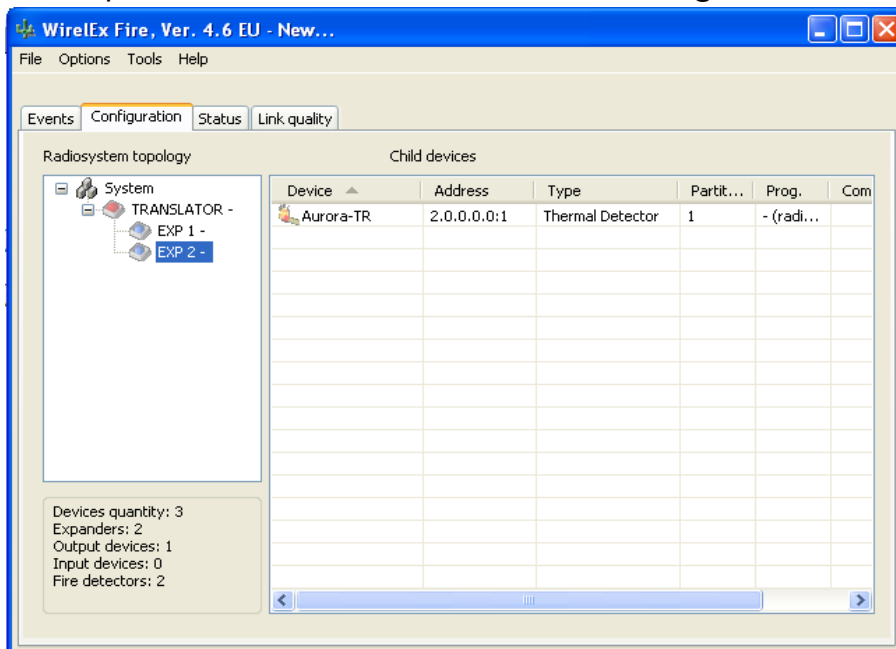 WirelEx Fire, Ver. 4.6 EU - New...
File Options Tools Help
Events Configuration Status Link quality
Radiosystem topology
Child devices
System
TRANSLATOR -
EXP 1 -
EXP 2 -
Device Address Type Partit... Prog. Com
Aurora-TR 2.0.0.0.0:1 Thermal Detector 1 - (radi...
Devices quantity: 3
Expanders: 2
Output devices: 1
Input devices: 0
Fire detectors: 2